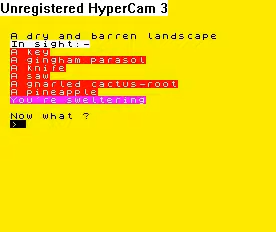 Unregistered HyperCam 3
A dry and barren landscape
In sight:-
A key
A gingham parasol
A knife
A saw
A gnarled cactus-root
A pineapple
You're sweltering
Now what ?
>